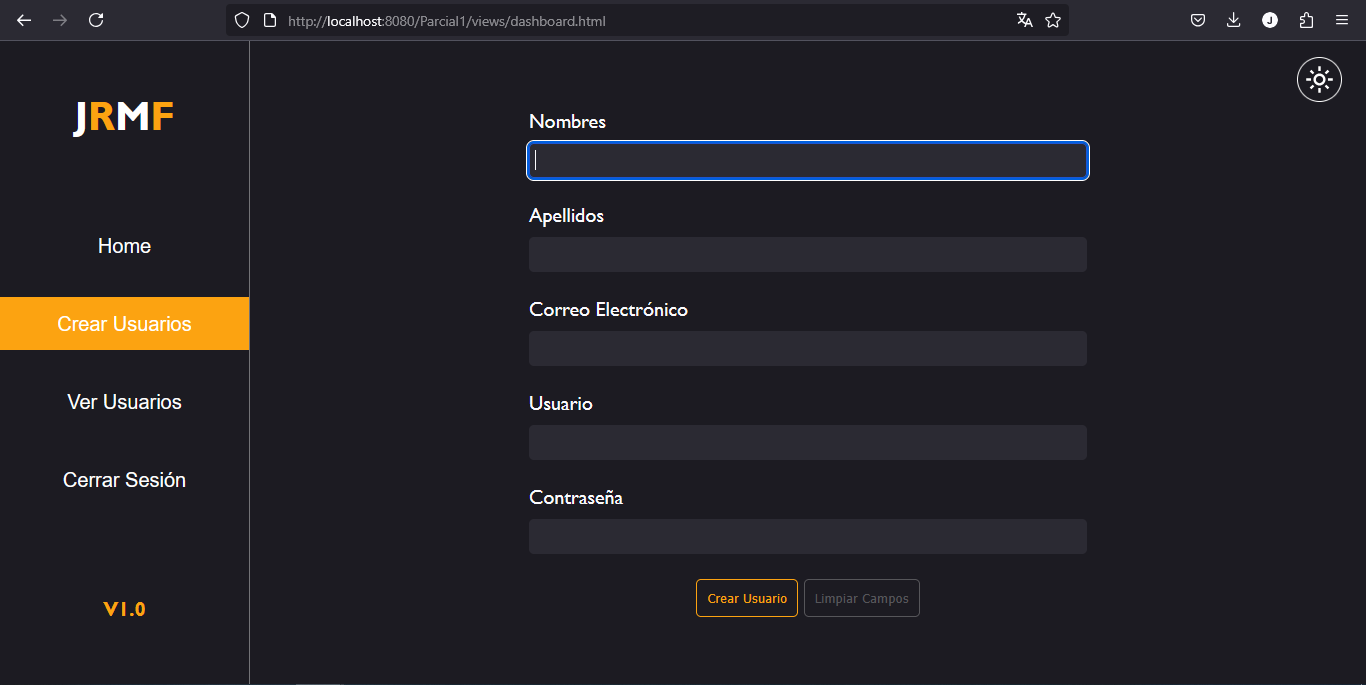 http://localhost:8080/Parcial1/views/dashboard.html
J
JRMF
Home
Crear Usuarios
Ver Usuarios
Cerrar Sesión
V1.0
Nombres
Apellidos
Correo Electrónico
Usuario
Contraseña
Crear Usuario
Limpiar Campos